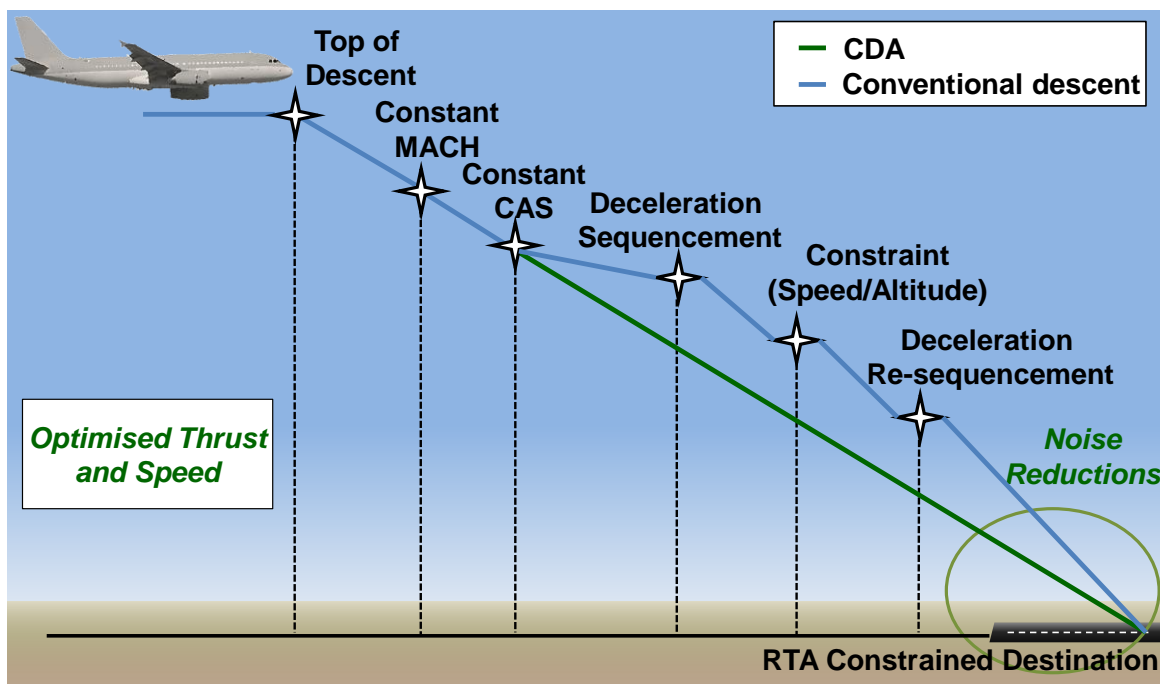 Top of
Descent
CDA
Conventional descent
Constant
MACH
Constant
CAS
Deceleration
Sequencement
Constraint
(Speed/Altitude)
Deceleration
Re-sequencement
Optimised Thrust
and Speed
Noise
Reductions
RTA Constrained Destination